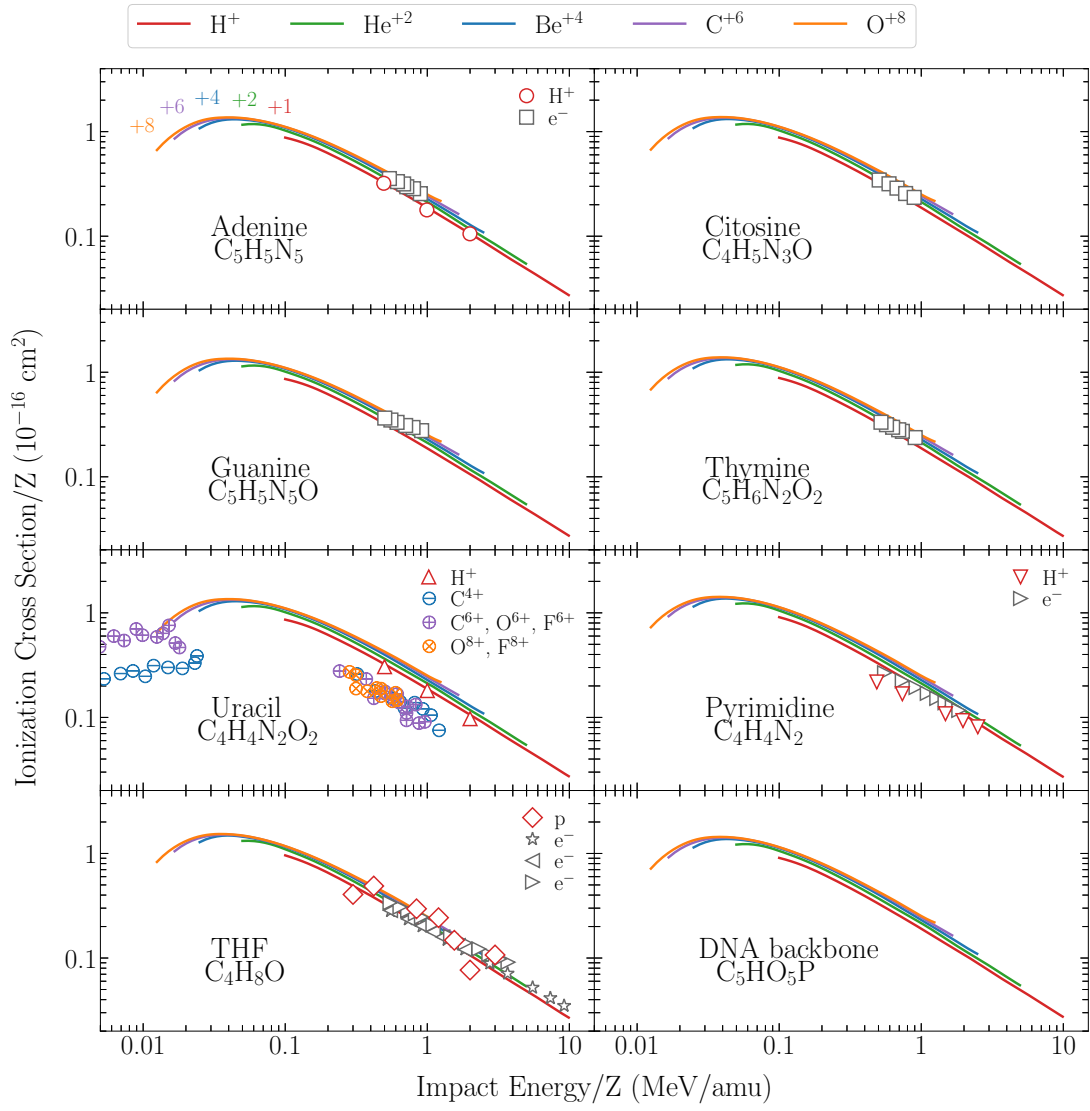 H⁺ He⁺² Be⁺⁴ C⁺⁶ O⁺⁸
+8 +6 +4 +2 +1
H⁺
e⁻
1
0.1
Adenine
C₅H₅N₅
Citosine
C₄H₅N₃O
1
0.1
Guanine
C₅H₅N₅O
Thymine
C₅H₆N₂O₂
H⁺
C⁴⁺
C⁶⁺, O⁶⁺, F⁶⁺
O⁸⁺, F⁸⁺
1
0.1
Uracil
C₄H₄N₂O₂
H⁺
e⁻
Pyrimidine
C₄H₄N₂
p
e⁻
e⁻
e⁻
1
0.1
THF
C₄H₈O
DNA backbone
C₅HO₅P
0.01 0.1 1 10 0.01 0.1 1 10
Impact Energy/Z (MeV/amu)
Ionization Cross Section/Z (10⁻¹⁶ cm²)